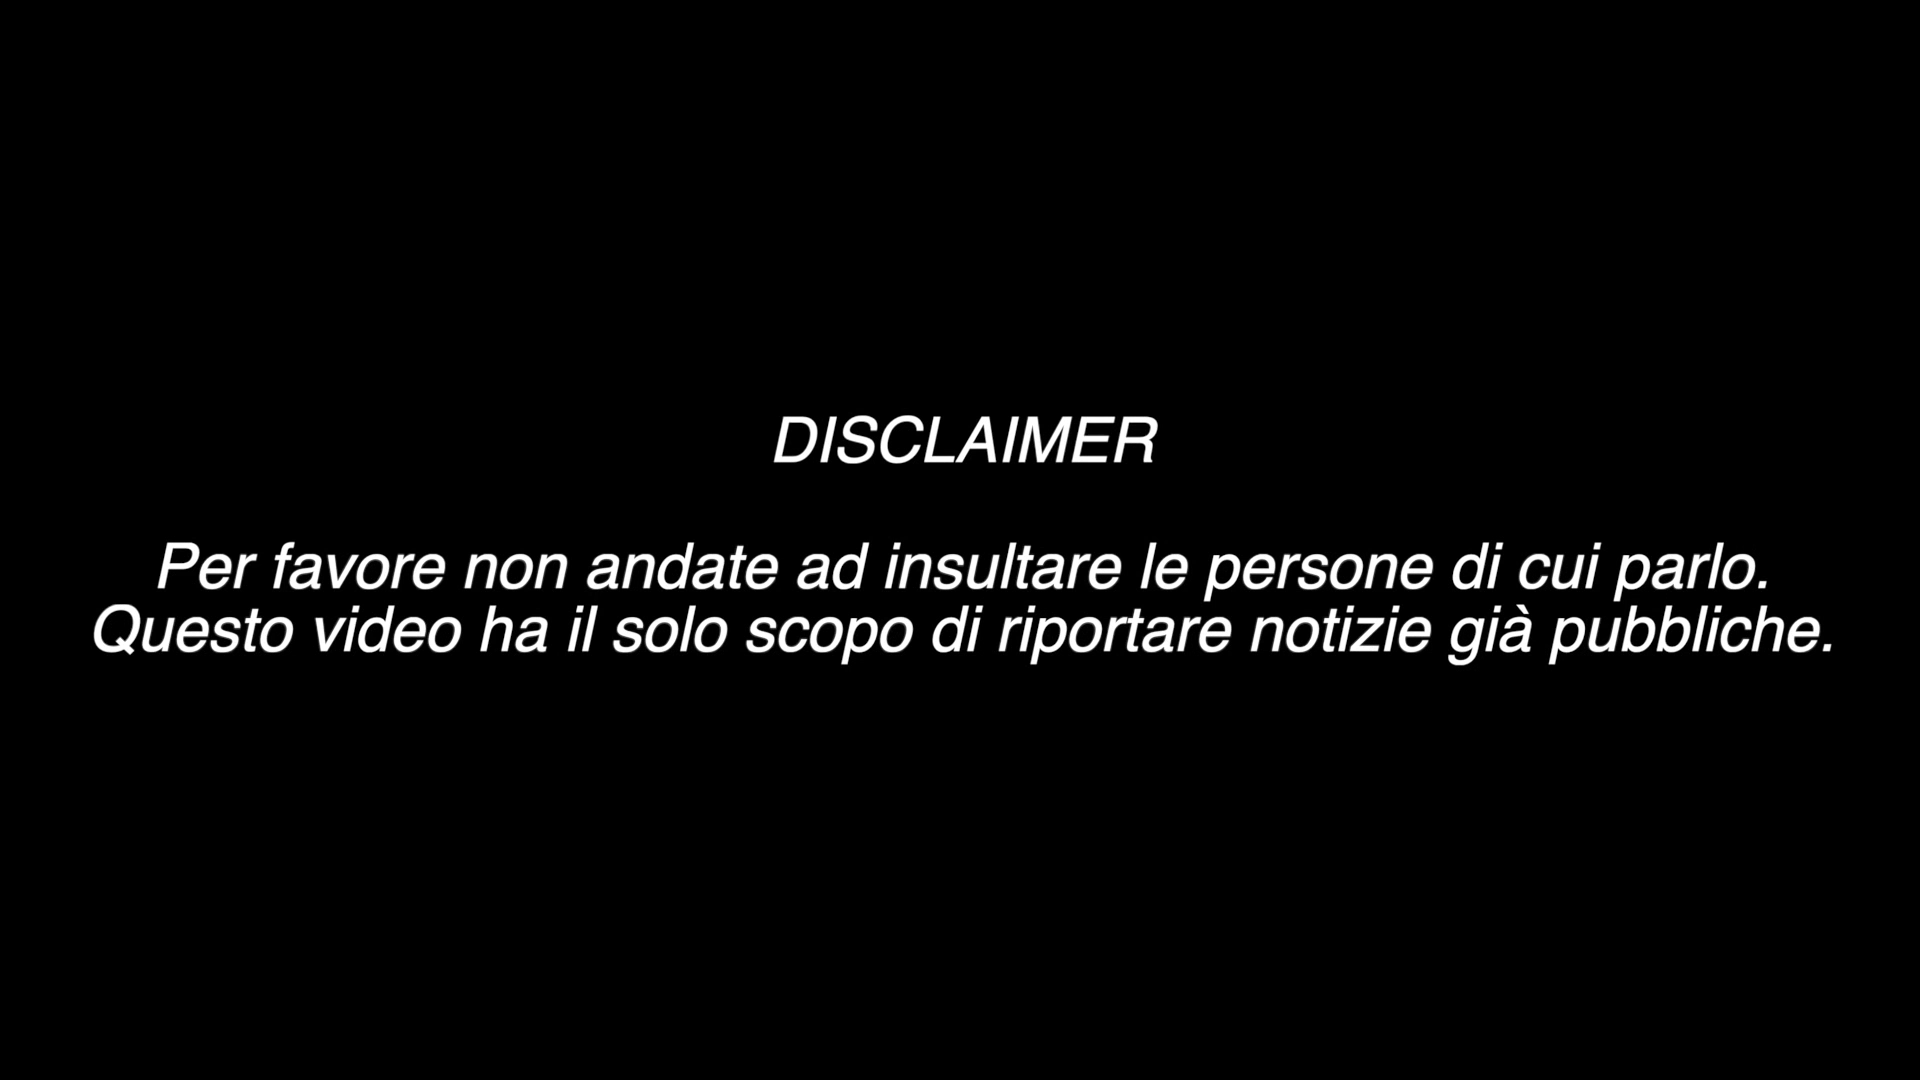 DISCLAIMER
Per favore non andate ad insultare le persone di cui parlo.
Questo video ha il solo scopo di riportare notizie già pubbliche.